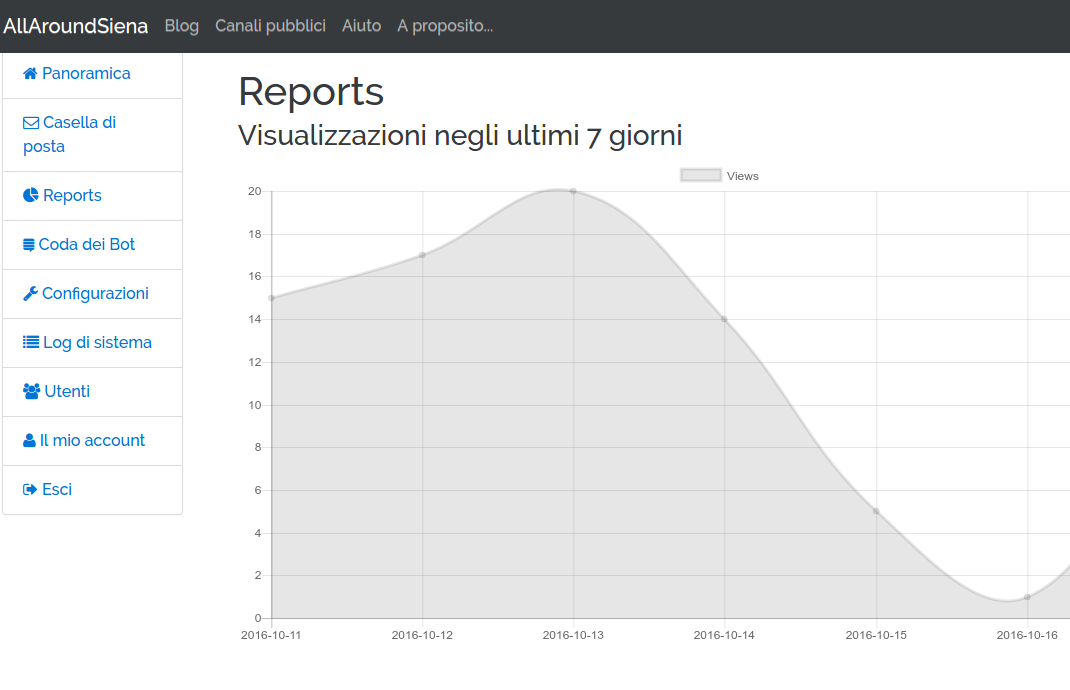 AllAroundSiena Blog Canali pubblici Aiuto A proposito...
Panoramica
Casella di
posta
Reports
Coda dei Bot
Configurazioni
Log di sistema
Utenti
Il mio account
Esci
Reports
Visualizzazioni negli ultimi 7 giorni
Views
20
18
16
14
12
10
8
6
4
2
0
2016-10-11 2016-10-12 2016-10-13 2016-10-14 2016-10-15 2016-10-16